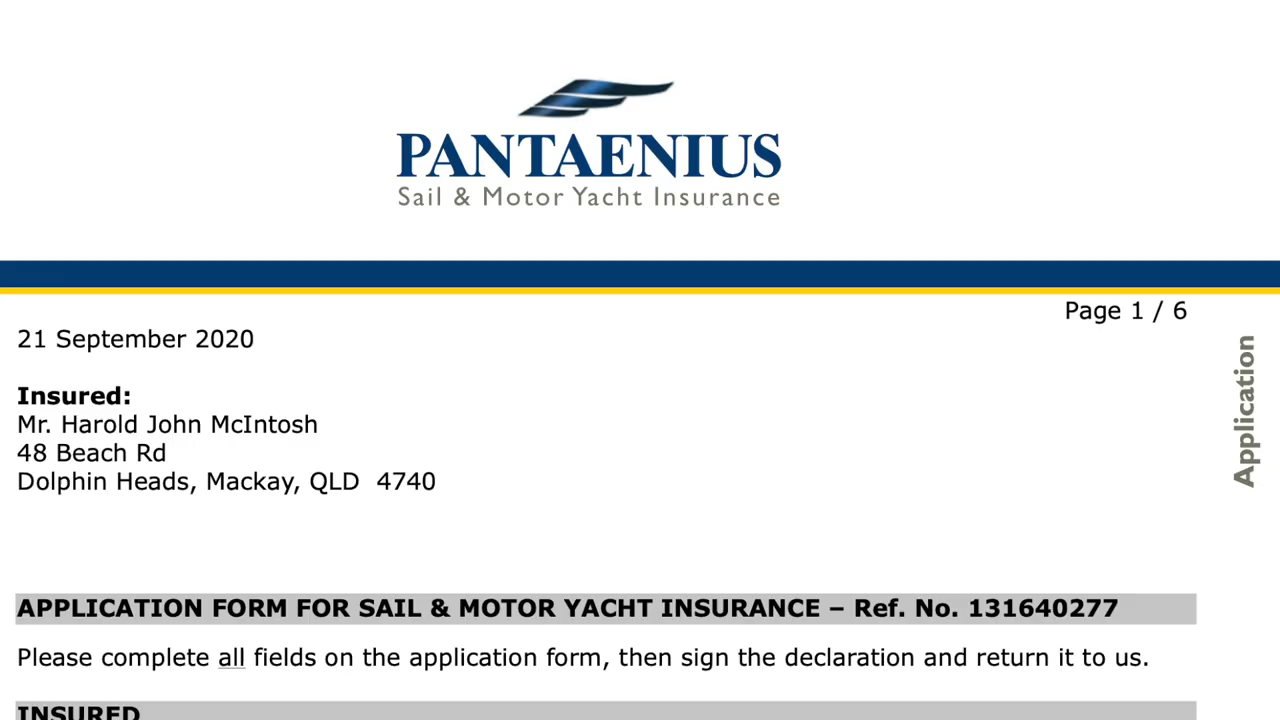 PANTAENIUS
Sail & Motor Yacht Insurance
Page 1 / 6
21 September 2020
Application
Insured:
Mr. Harold John McIntosh
48 Beach Rd
Dolphin Heads, Mackay, QLD  4740
APPLICATION FORM FOR SAIL & MOTOR YACHT INSURANCE – Ref. No. 131640277
Please complete all fields on the application form, then sign the declaration and return it to us.
INSURED